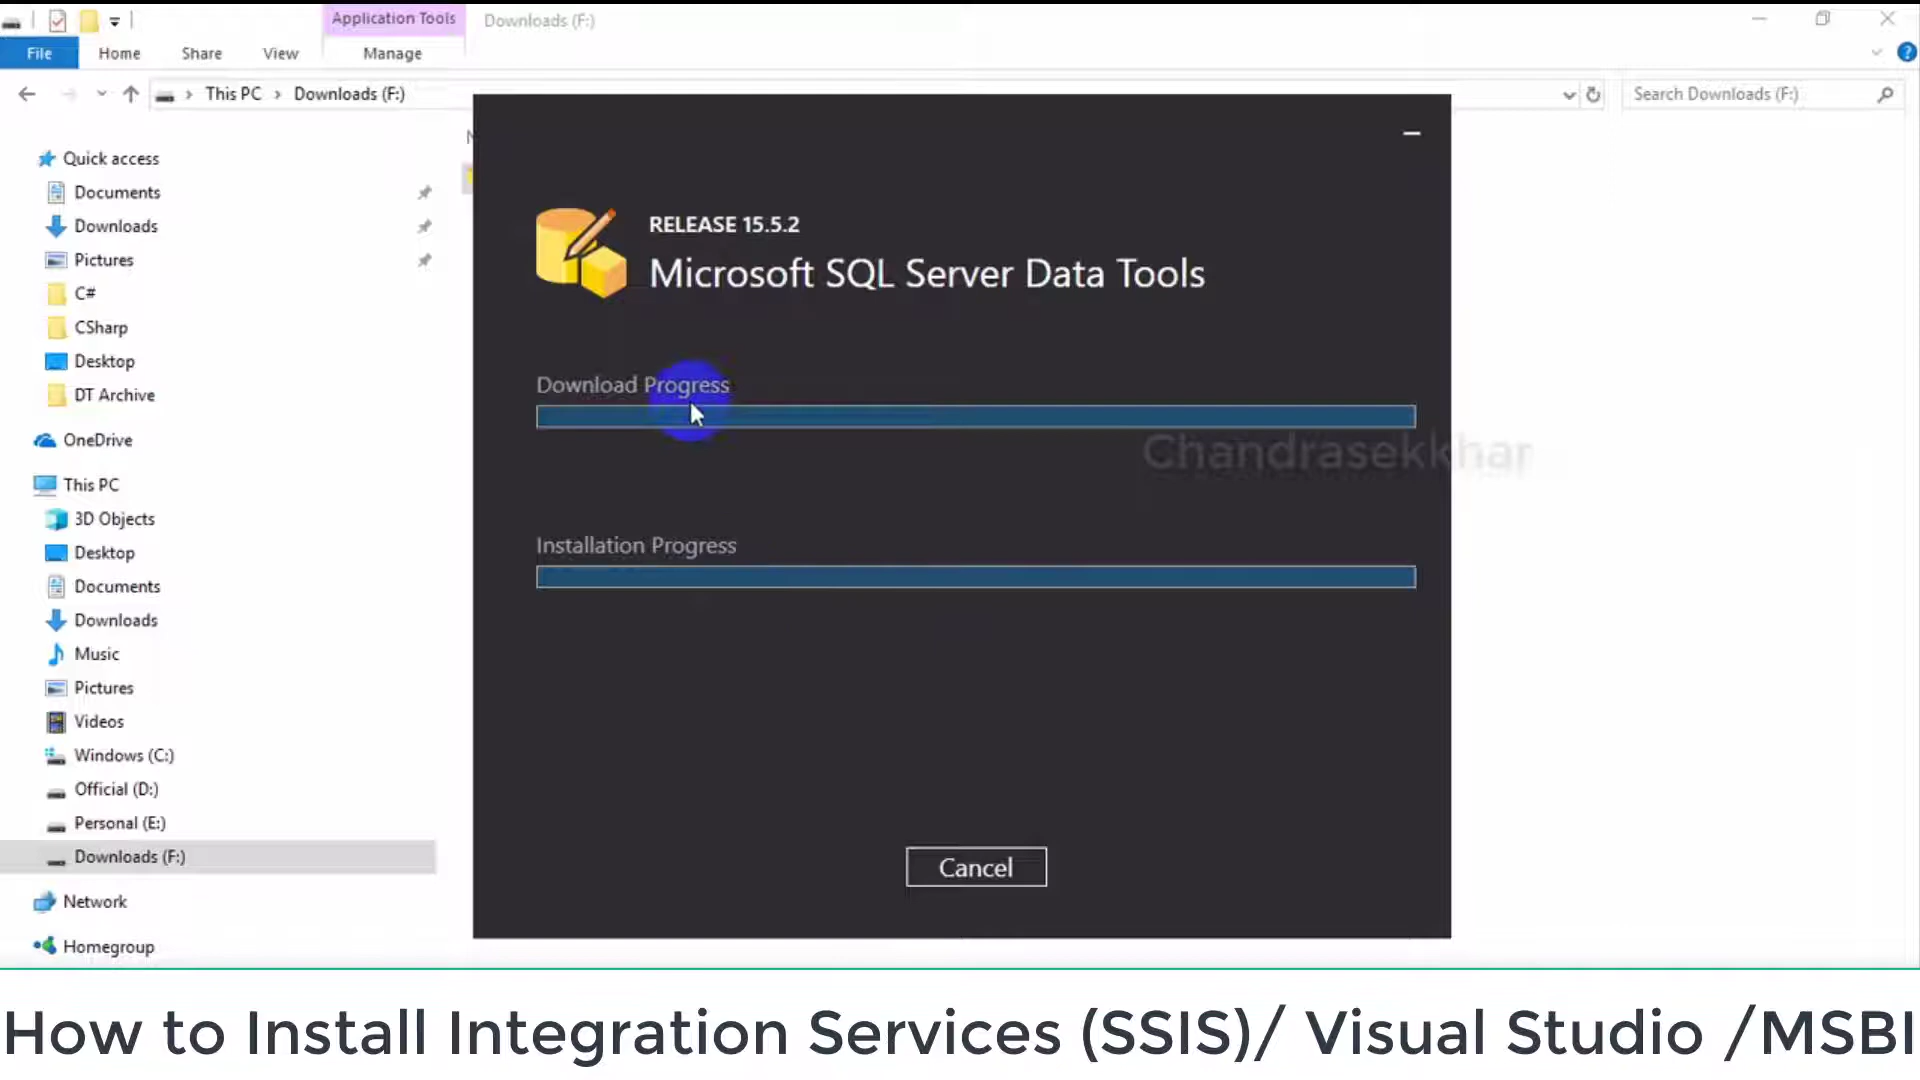 Application Tools
Downloads (F:)
File
Home
Share
View
Manage
This PC
Downloads (F:)
Search Downloads (F:)
Quick access
Documents
Downloads
Pictures
C#
CSharp
Desktop
DT Archive
OneDrive
This PC
3D Objects
Desktop
Documents
Downloads
Music
Pictures
Videos
Windows (C:)
Official (D:)
Personal (E:)
Downloads (F:)
Network
Homegroup
RELEASE 15.5.2
Microsoft SQL Server Data Tools
Download Progress
Chandrasekkhar
Installation Progress
Cancel
How to Install Integration Services (SSIS)/ Visual Studio /MSBI